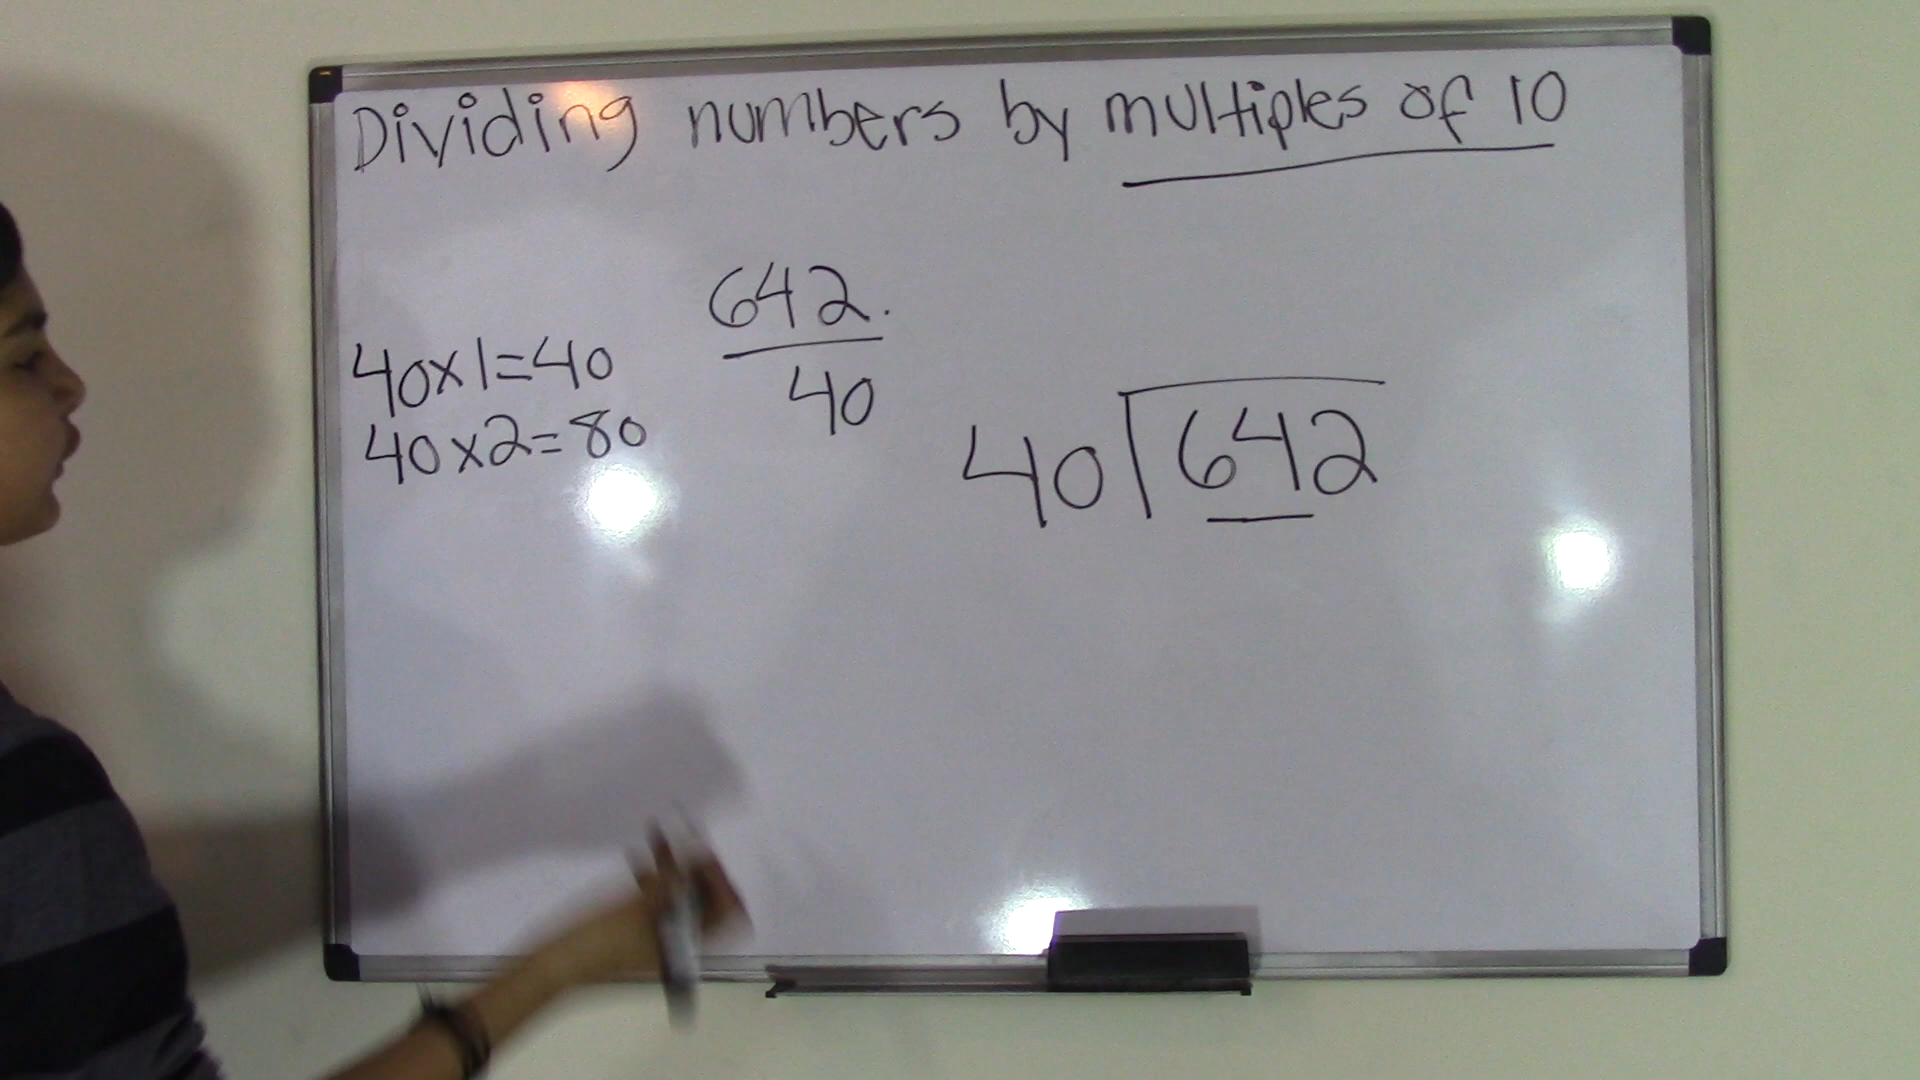 Dividing numbers by multiples of 10
40x1=40
40x2=80
642.
40
40 642